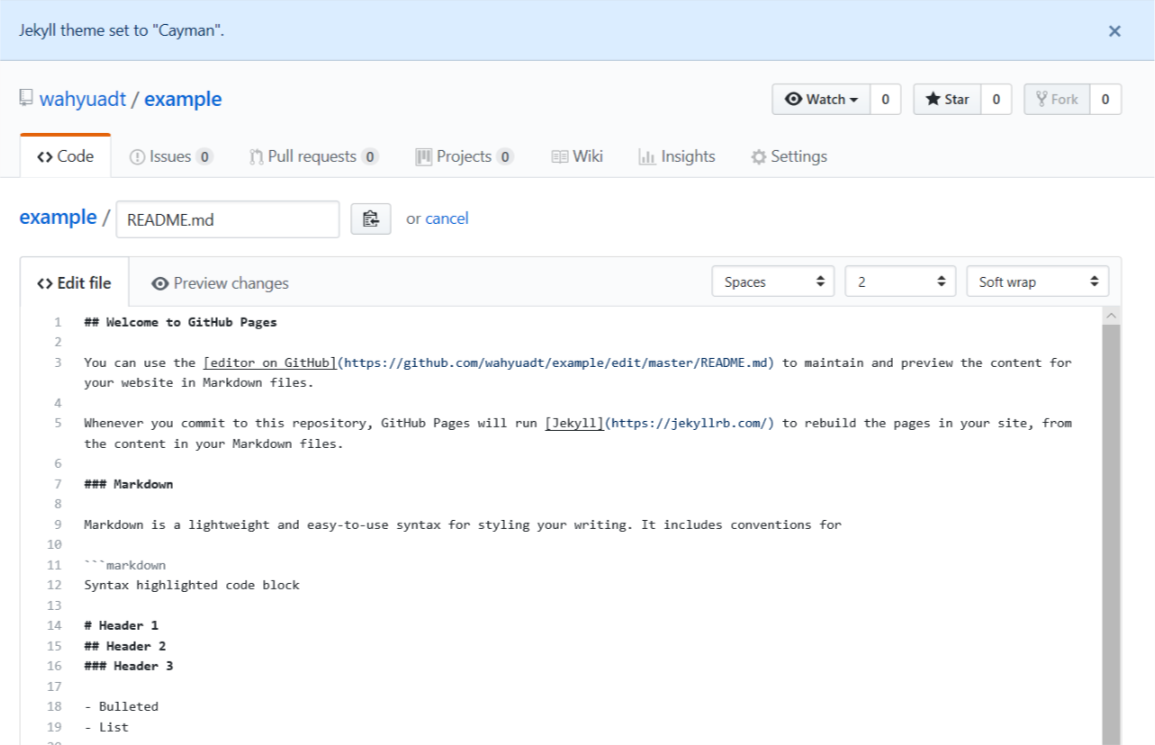 Jekyll theme set to "Cayman".
wahyuadt / example
Watch 0 Star 0 Fork 0
Code Issues 0 Pull requests 0 Projects 0 Wiki Insights Settings
example / README.md or cancel
Edit file Preview changes Spaces 2 Soft wrap
1 ## Welcome to GitHub Pages
2
3 You can use the [editor on GitHub](https://github.com/wahyuadt/example/edit/master/README.md) to maintain and preview the content for
your website in Markdown files.
4
5 Whenever you commit to this repository, GitHub Pages will run [Jekyll](https://jekyllrb.com/) to rebuild the pages in your site, from
the content in your Markdown files.
6
7 ### Markdown
8
9 Markdown is a lightweight and easy-to-use syntax for styling your writing. It includes conventions for
10
11 ```markdown
12 Syntax highlighted code block
13
14 # Header 1
15 ## Header 2
16 ### Header 3
17
18 - Bulleted
19 - List
20